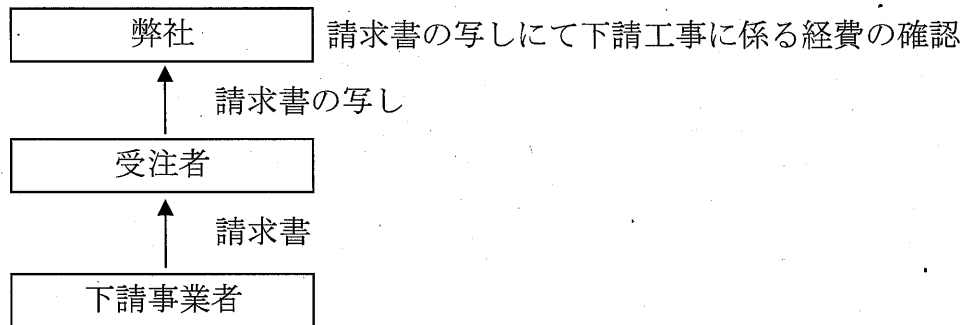 弊社
請求書の写しにて下請工事に係る経費の確認
請求書の写し
受注者
請求書
下請事業者